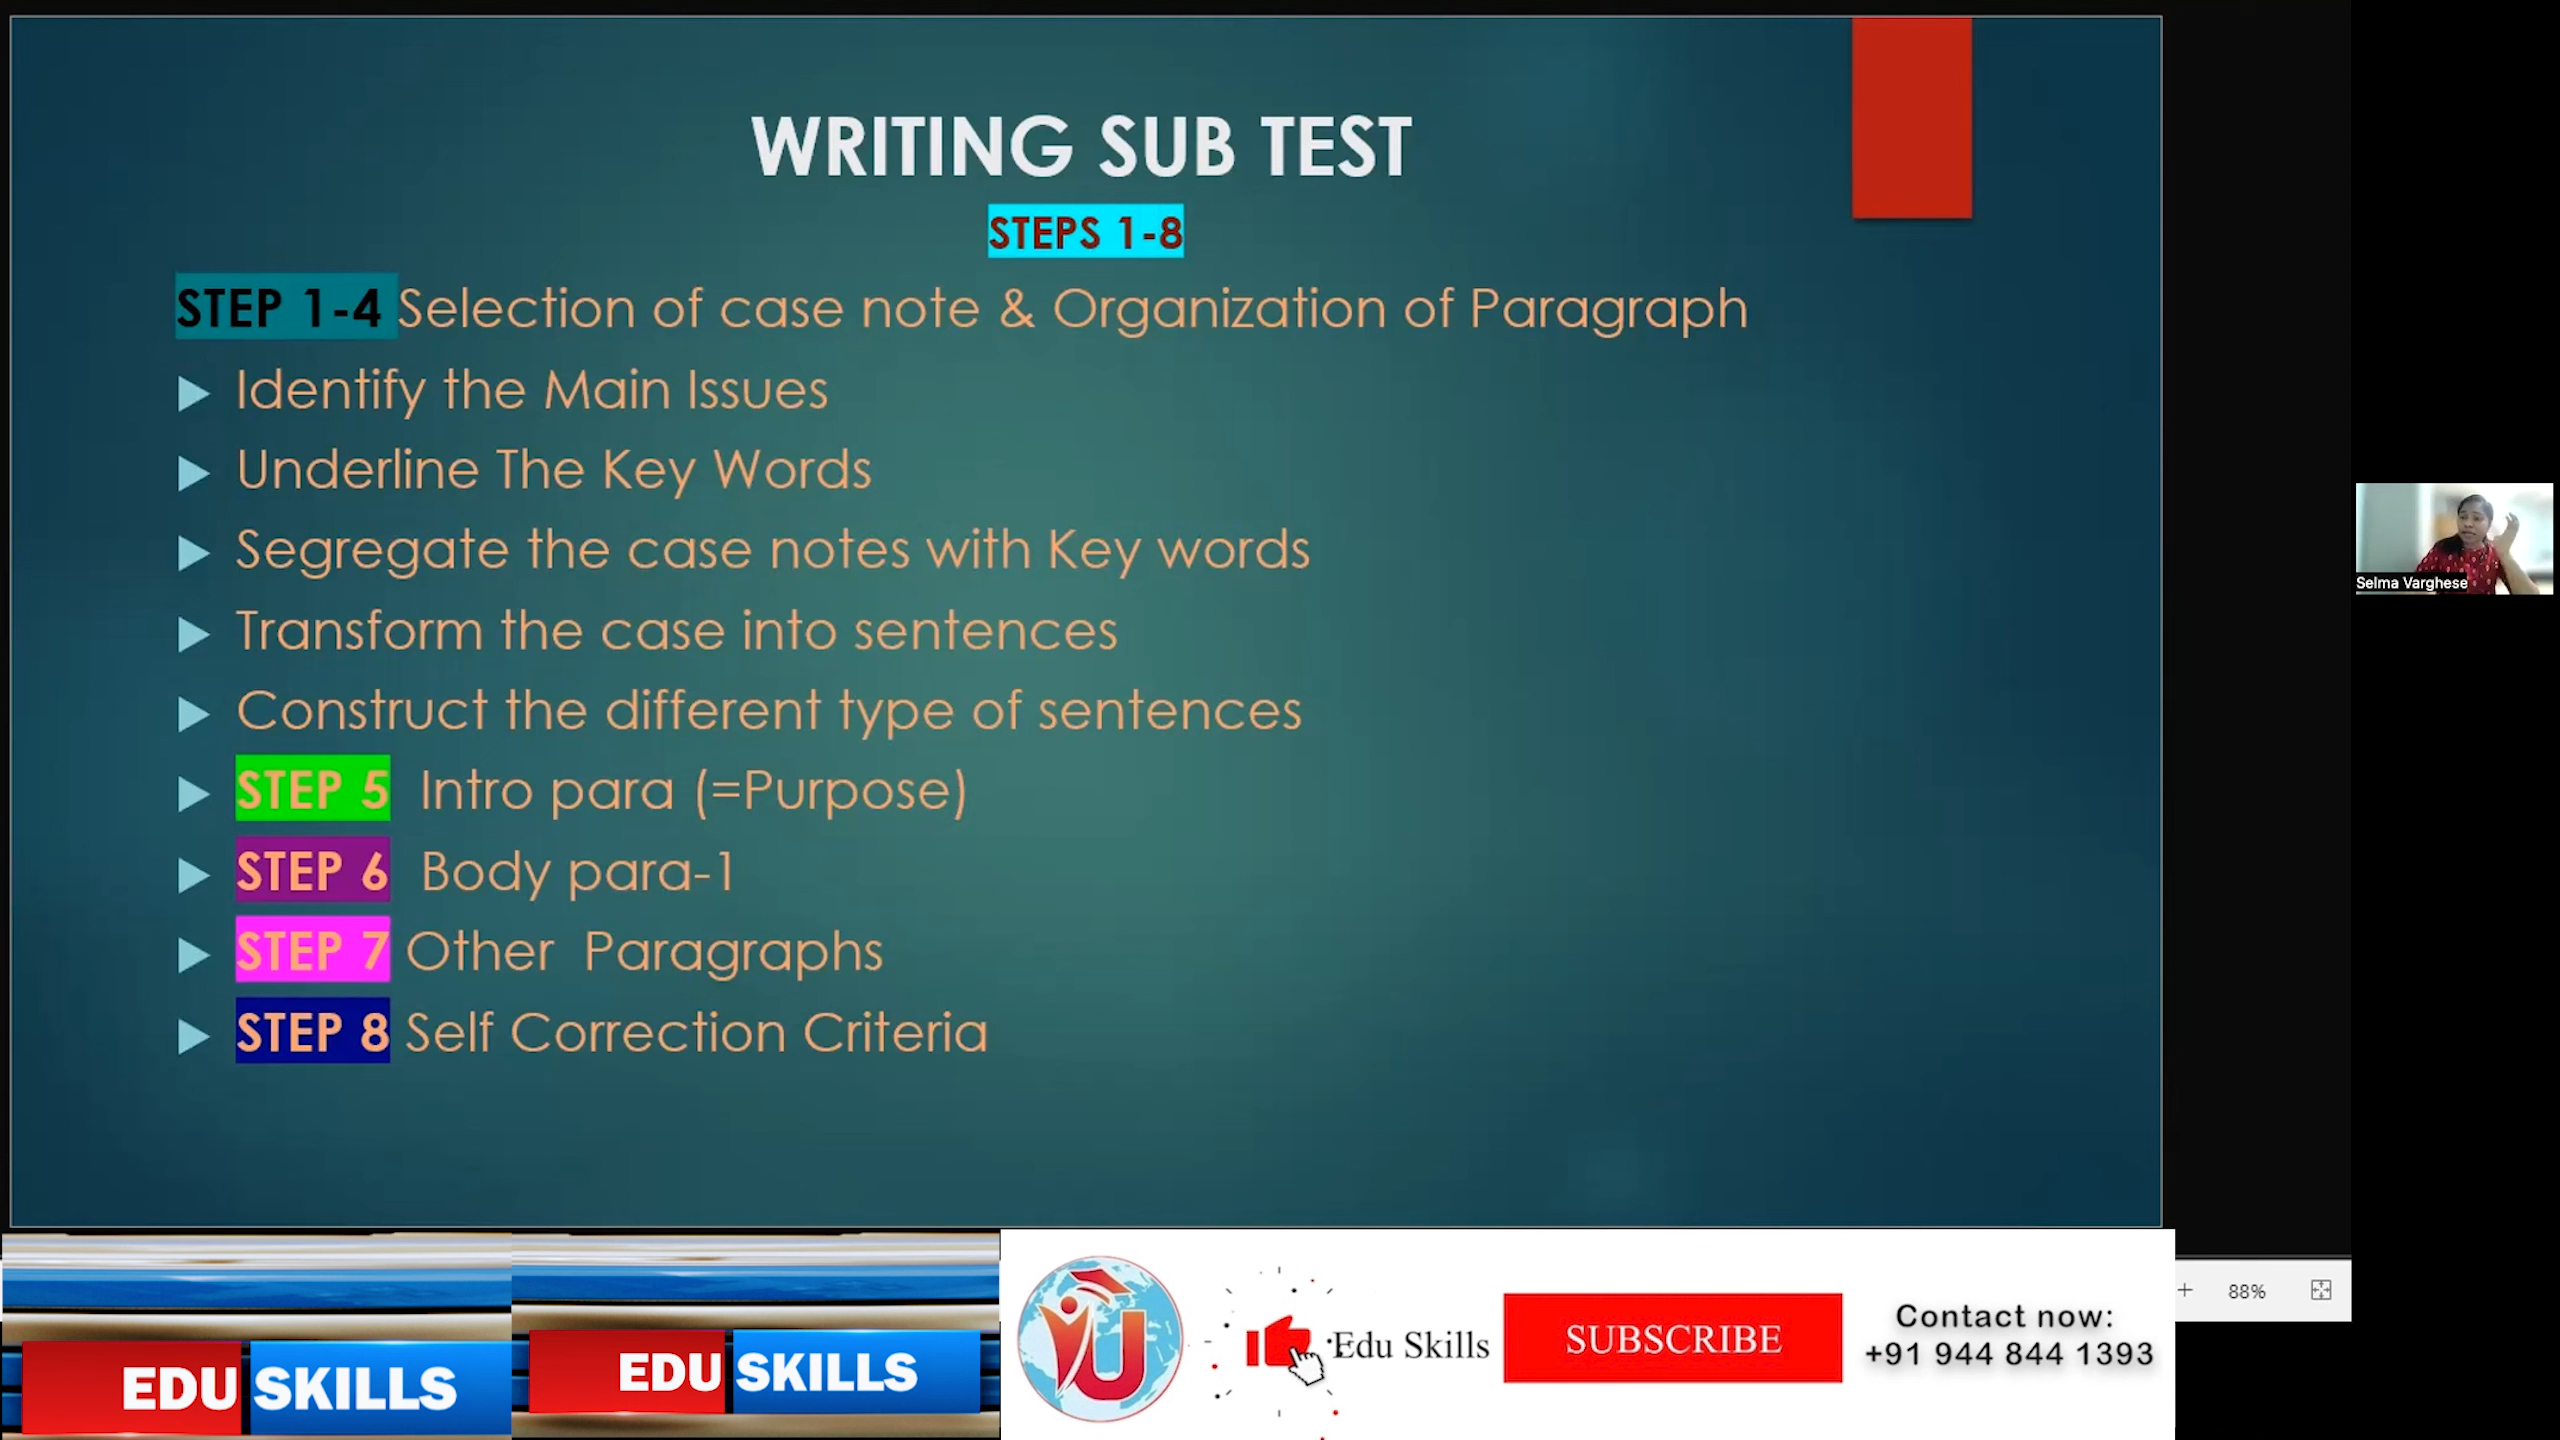 WRITING SUB TEST
STEPS 1-8
STEP 1-4 Selection of case note & Organization of Paragraph
Identify the Main Issues
Underline The Key Words
Segregate the case notes with Key words
Transform the case into sentences
Construct the different type of sentences
STEP 5 Intro para (=Purpose)
STEP 6 Body para-1
STEP 7 Other Paragraphs
STEP 8 Self Correction Criteria
Selma Varghese
EDU SKILLS
EDU SKILLS
U
Edu Skills
SUBSCRIBE
Contact now:
+91 944 844 1393
+ 88%